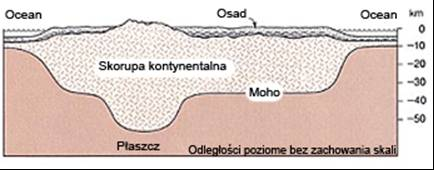 Ocean
Osad
Ocean
km
0
-10
-20
-30
-40
-50
Skorupa kontynentalna
Moho
Płaszcz
Odległości poziome bez zachowania skali